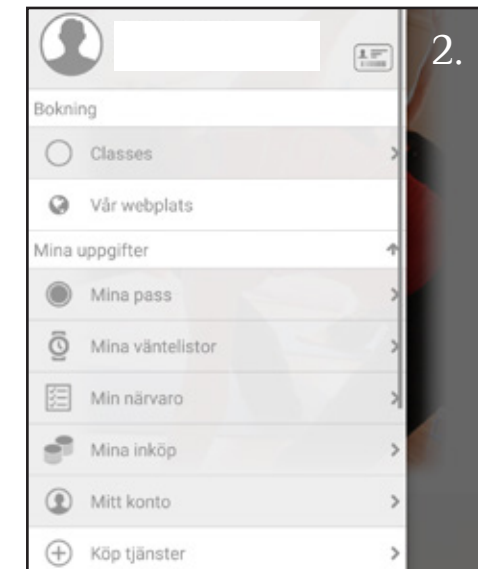 2.
Bokning
Classes
Vår webplats
Mina uppgifter
Mina pass
Mina väntelistor
Min närvaro
Mina inköp
Mitt konto
Köp tjänster